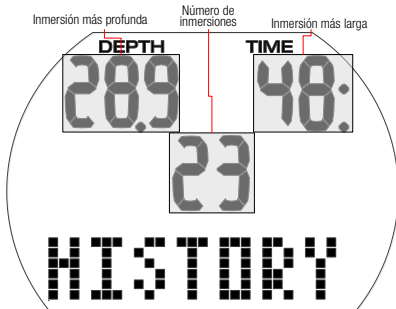 Inmersión más profunda
Número de
inmersiones
Inmersión más larga
DEPTH TIME
28.9 48:
23
HISTORY